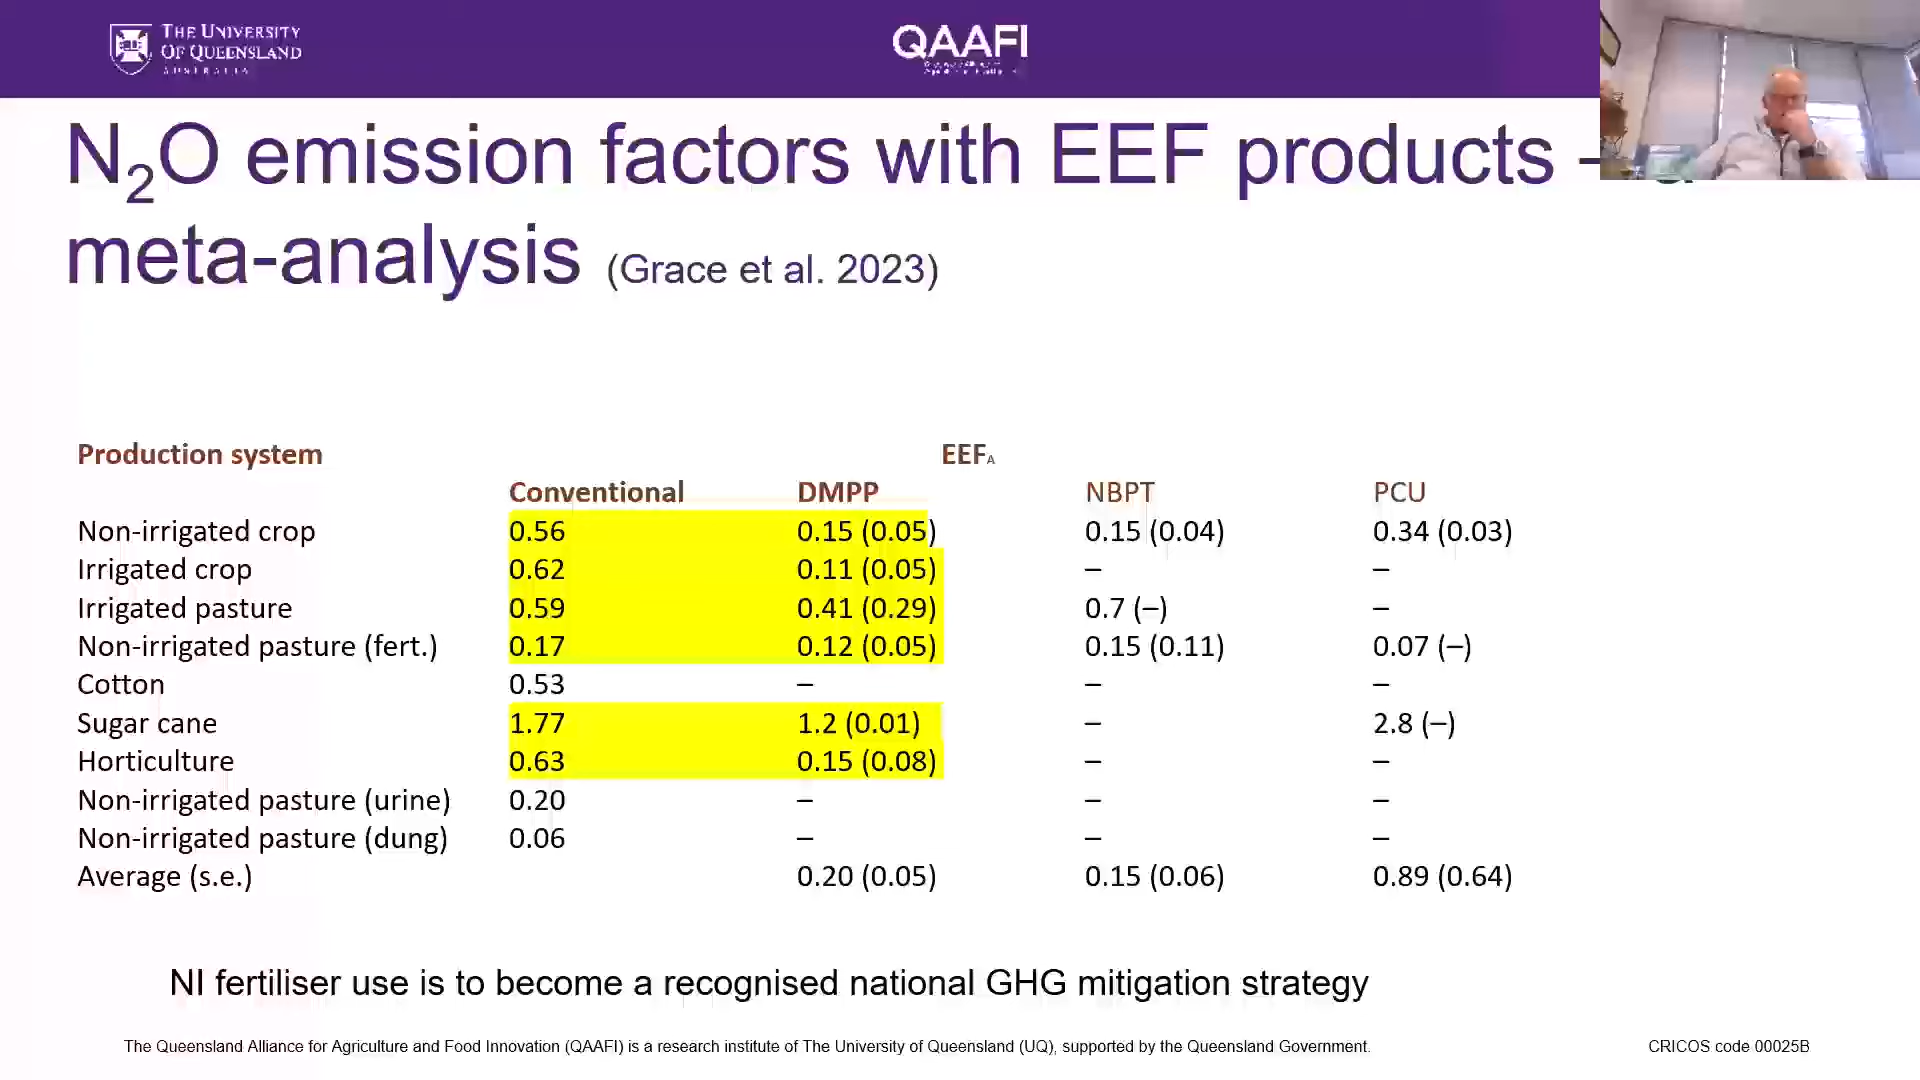 THE UNIVERSITY
OF QUEENSLAND
AUSTRALIA
QAAFI
N₂O emission factors with EEF products –
meta-analysis (Grace et al. 2023)
Production system EEFA
Conventional DMPP NBPT PCU
Non-irrigated crop 0.56 0.15 (0.05) 0.15 (0.04) 0.34 (0.03)
Irrigated crop 0.62 0.11 (0.05) – –
Irrigated pasture 0.59 0.41 (0.29) 0.7 (–) –
Non-irrigated pasture (fert.) 0.17 0.12 (0.05) 0.15 (0.11) 0.07 (–)
Cotton 0.53 – – –
Sugar cane 1.77 1.2 (0.01) – 2.8 (–)
Horticulture 0.63 0.15 (0.08) – –
Non-irrigated pasture (urine) 0.20 – – –
Non-irrigated pasture (dung) 0.06 – – –
Average (s.e.) 0.20 (0.05) 0.15 (0.06) 0.89 (0.64)
NI fertiliser use is to become a recognised national GHG mitigation strategy
The Queensland Alliance for Agriculture and Food Innovation (QAAFI) is a research institute of The University of Queensland (UQ), supported by the Queensland Government.
CRICOS code 00025B